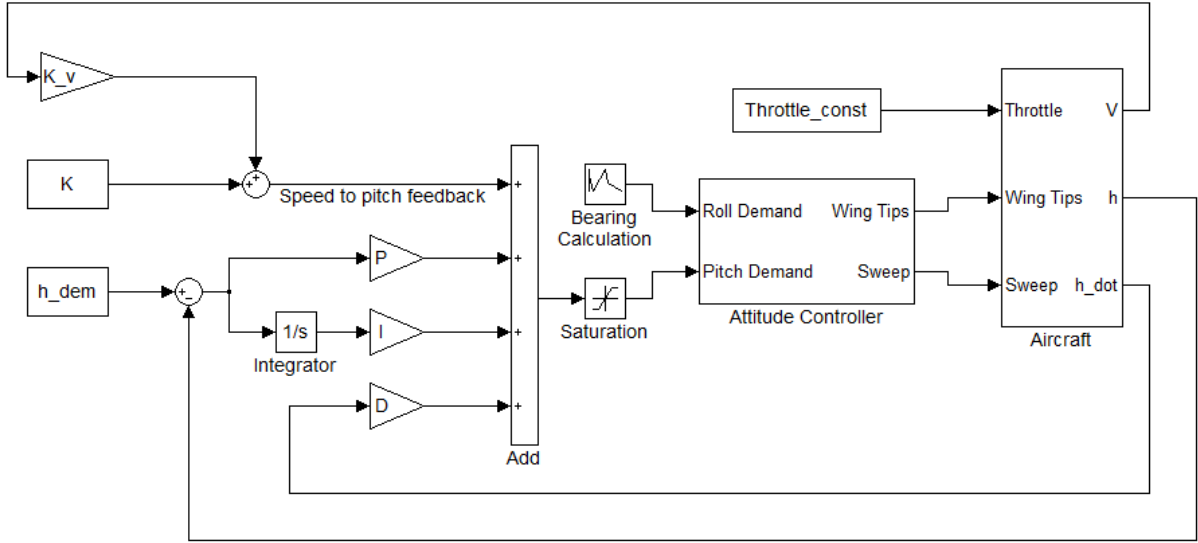 K_v
Throttle_const
Throttle
V
K
Speed to pitch feedback
+
+
+
Bearing
Calculation
Roll Demand
Wing Tips
Wing Tips
h
P
+
h_dem
+
−
Pitch Demand
Sweep
Sweep
h_dot
Saturation
Attitude Controller
Aircraft
1/s
Integrator
I
+
D
+
Add